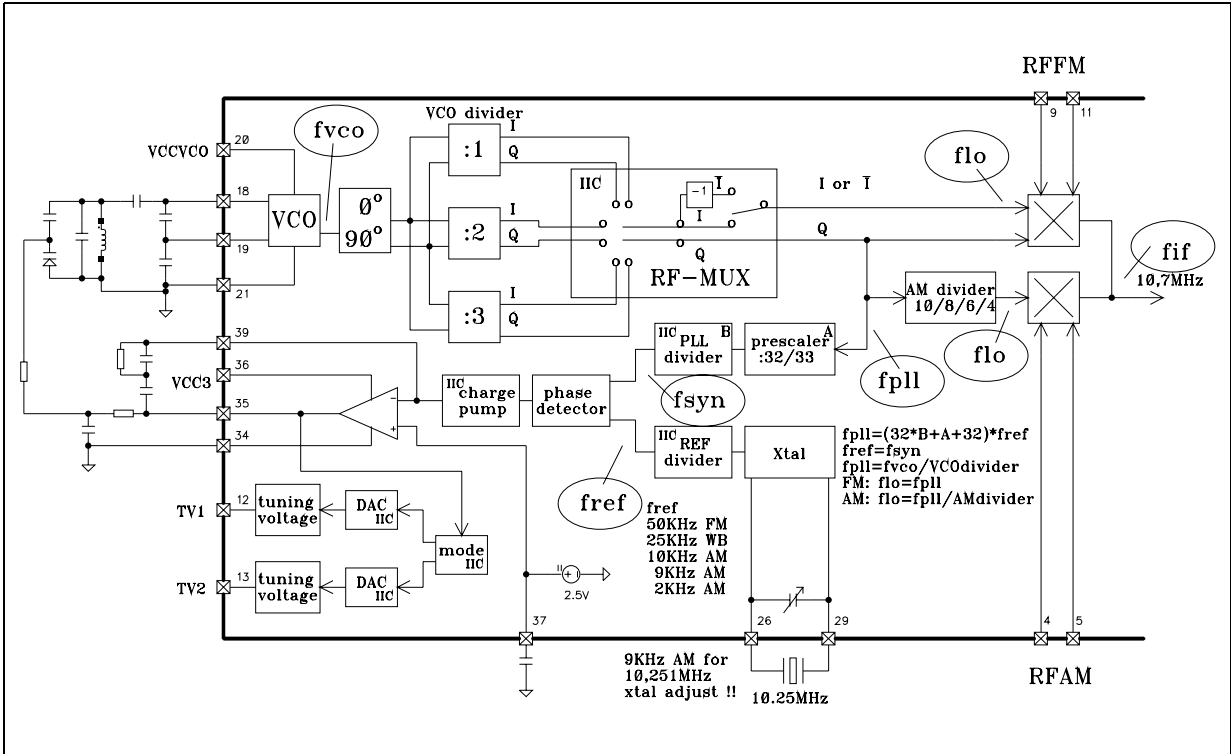 RFFM
9
11
VCO divider
fvco
I
Q
:1
flo
VCCVCO
20
18
19
21
VCO
0°
90°
I
Q
:2
IIC
-1
I
I
Q
RF-MUX
I or I̅
Q
fif
10,7MHz
AM divider
10/8/6/4
flo
I
Q
:3
39
36
35
34
VCC3
IIC
charge
pump
phase
detector
IIC PLL B
divider
prescaler A
:32/33
fpll
fsyn
-
+
IIC REF
divider
Xtal
fpll=(32*B+A+32)*fref
fref=fsyn
fpll=fvco/VCOdivider
FM: flo=fpll
AM: flo=fpll/AMdivider
fref
fref
50KHz FM
25KHz WB
10KHz AM
9KHz AM
2KHz AM
TV1
12
tuning
voltage
DAC
IIC
mode
IIC
TV2
13
tuning
voltage
DAC
IIC
2.5V
37
26
29
4
5
9KHz AM for
10,251MHz
xtal adjust !!
10.25MHz
RFAM